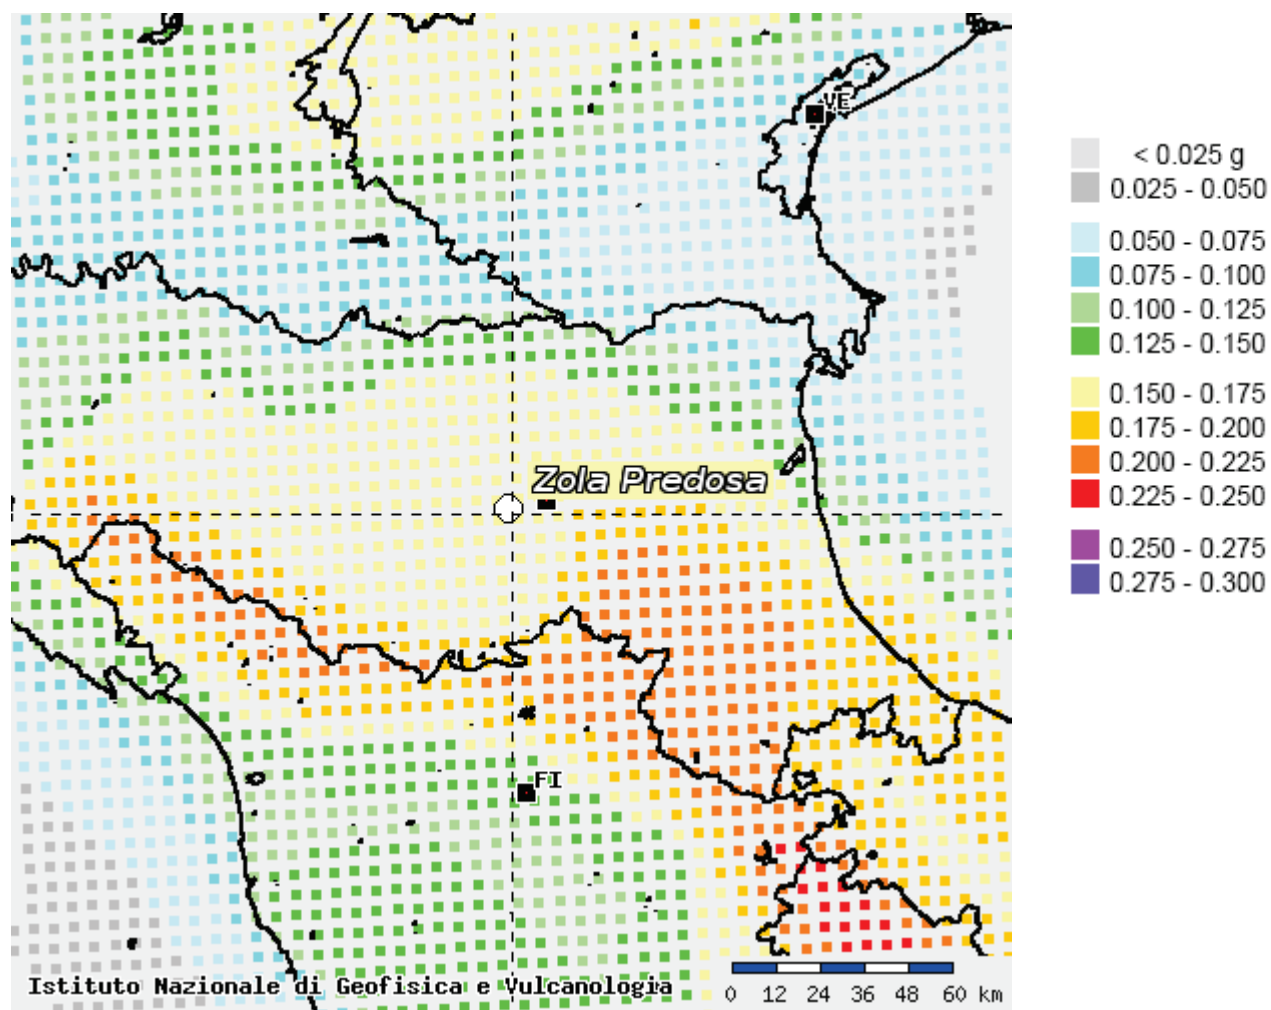 VE
Zola Predosa
FI
Istituto Nazionale di Geofisica e Vulcanologia
0 12 24 36 48 60 km
< 0.025 g
0.025 - 0.050
0.050 - 0.075
0.075 - 0.100
0.100 - 0.125
0.125 - 0.150
0.150 - 0.175
0.175 - 0.200
0.200 - 0.225
0.225 - 0.250
0.250 - 0.275
0.275 - 0.300